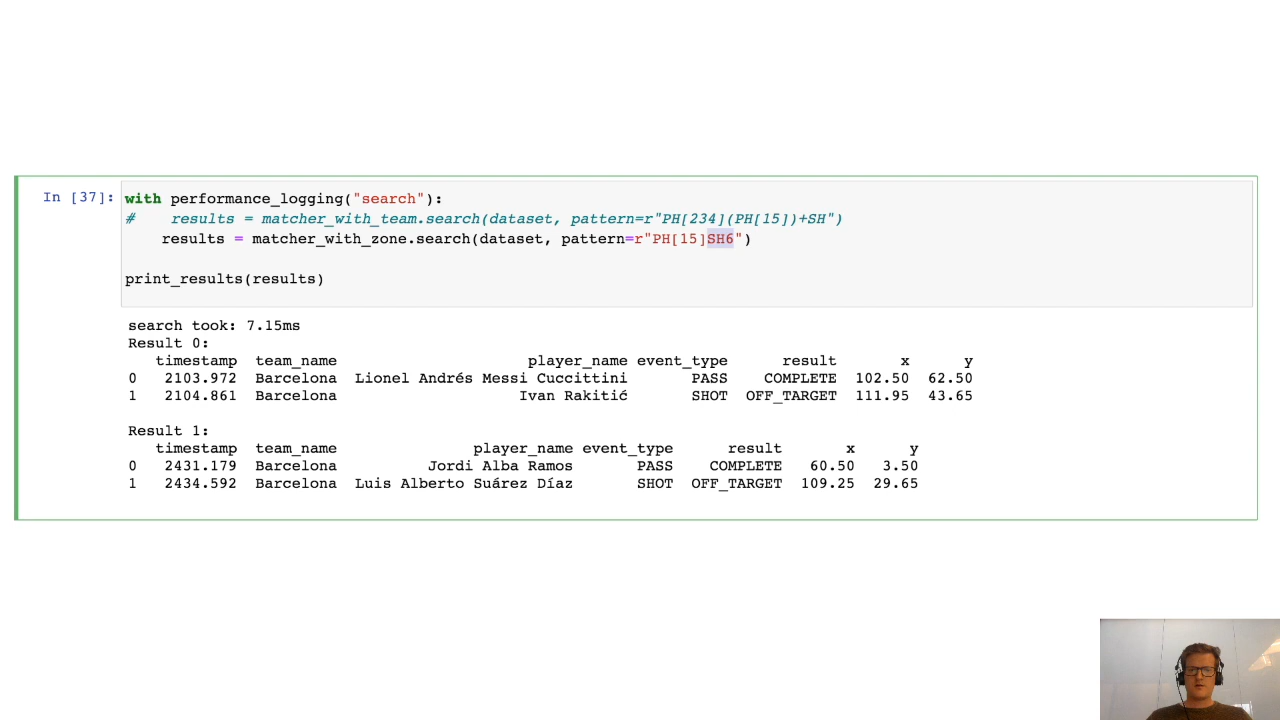 In [37]: with performance_logging("search"):
#    results = matcher_with_team.search(dataset, pattern=r"PH[234](PH[15])+SH")
results = matcher_with_zone.search(dataset, pattern=r"PH[15]SH6")
print_results(results)
search took: 7.15ms
Result 0:
timestamp team_name player_name event_type result x y
0 2103.972 Barcelona Lionel Andrés Messi Cuccittini PASS COMPLETE 102.50 62.50
1 2104.861 Barcelona Ivan Rakitić SHOT OFF_TARGET 111.95 43.65
Result 1:
timestamp team_name player_name event_type result x y
0 2431.179 Barcelona Jordi Alba Ramos PASS COMPLETE 60.50 3.50
1 2434.592 Barcelona Luis Alberto Suárez Díaz SHOT OFF_TARGET 109.25 29.65